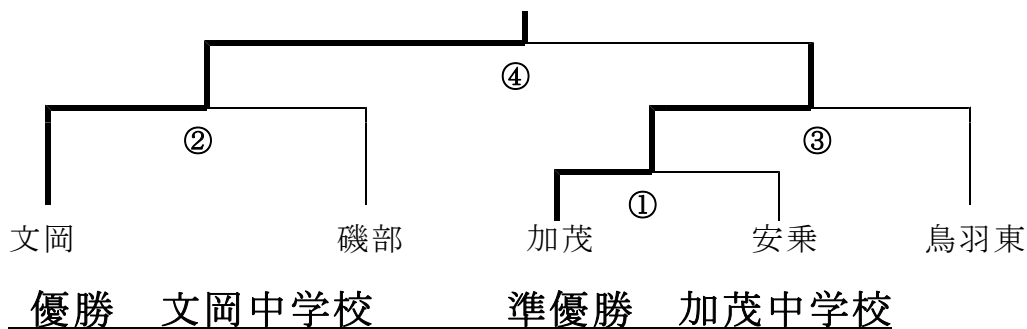 ④
② ③
①
文岡 磯部 加茂 安乗 鳥羽東
優勝 文岡中学校 準優勝 加茂中学校